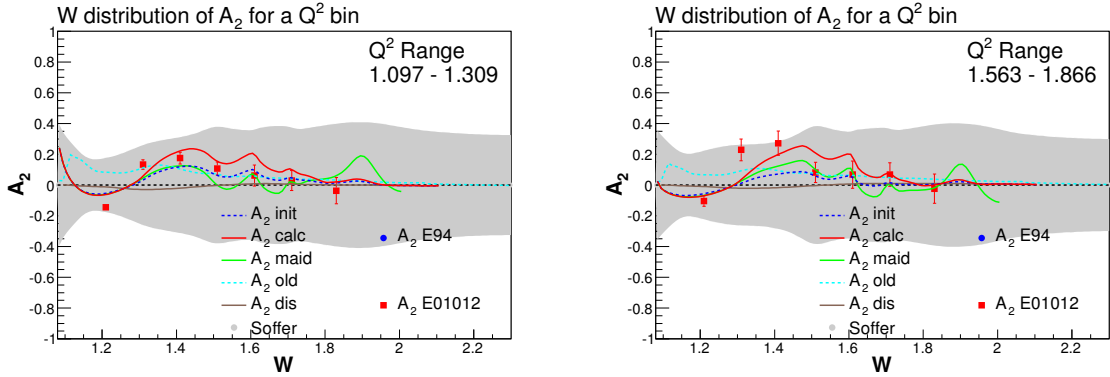 W distribution of A2 for a Q2 bin
A2
1
0.8
0.6
0.4
0.2
0
-0.2
-0.4
-0.6
-0.8
-1
Q2 Range
1.097 - 1.309
A2 init
A2 calc
A2 maid
A2 old
A2 dis
Soffer
A2 E94
A2 E01012
1.2 1.4 1.6 1.8 2 2.2
W
W distribution of A2 for a Q2 bin
A2
1
0.8
0.6
0.4
0.2
0
-0.2
-0.4
-0.6
-0.8
-1
Q2 Range
1.563 - 1.866
A2 init
A2 calc
A2 maid
A2 old
A2 dis
Soffer
A2 E94
A2 E01012
1.2 1.4 1.6 1.8 2 2.2
W